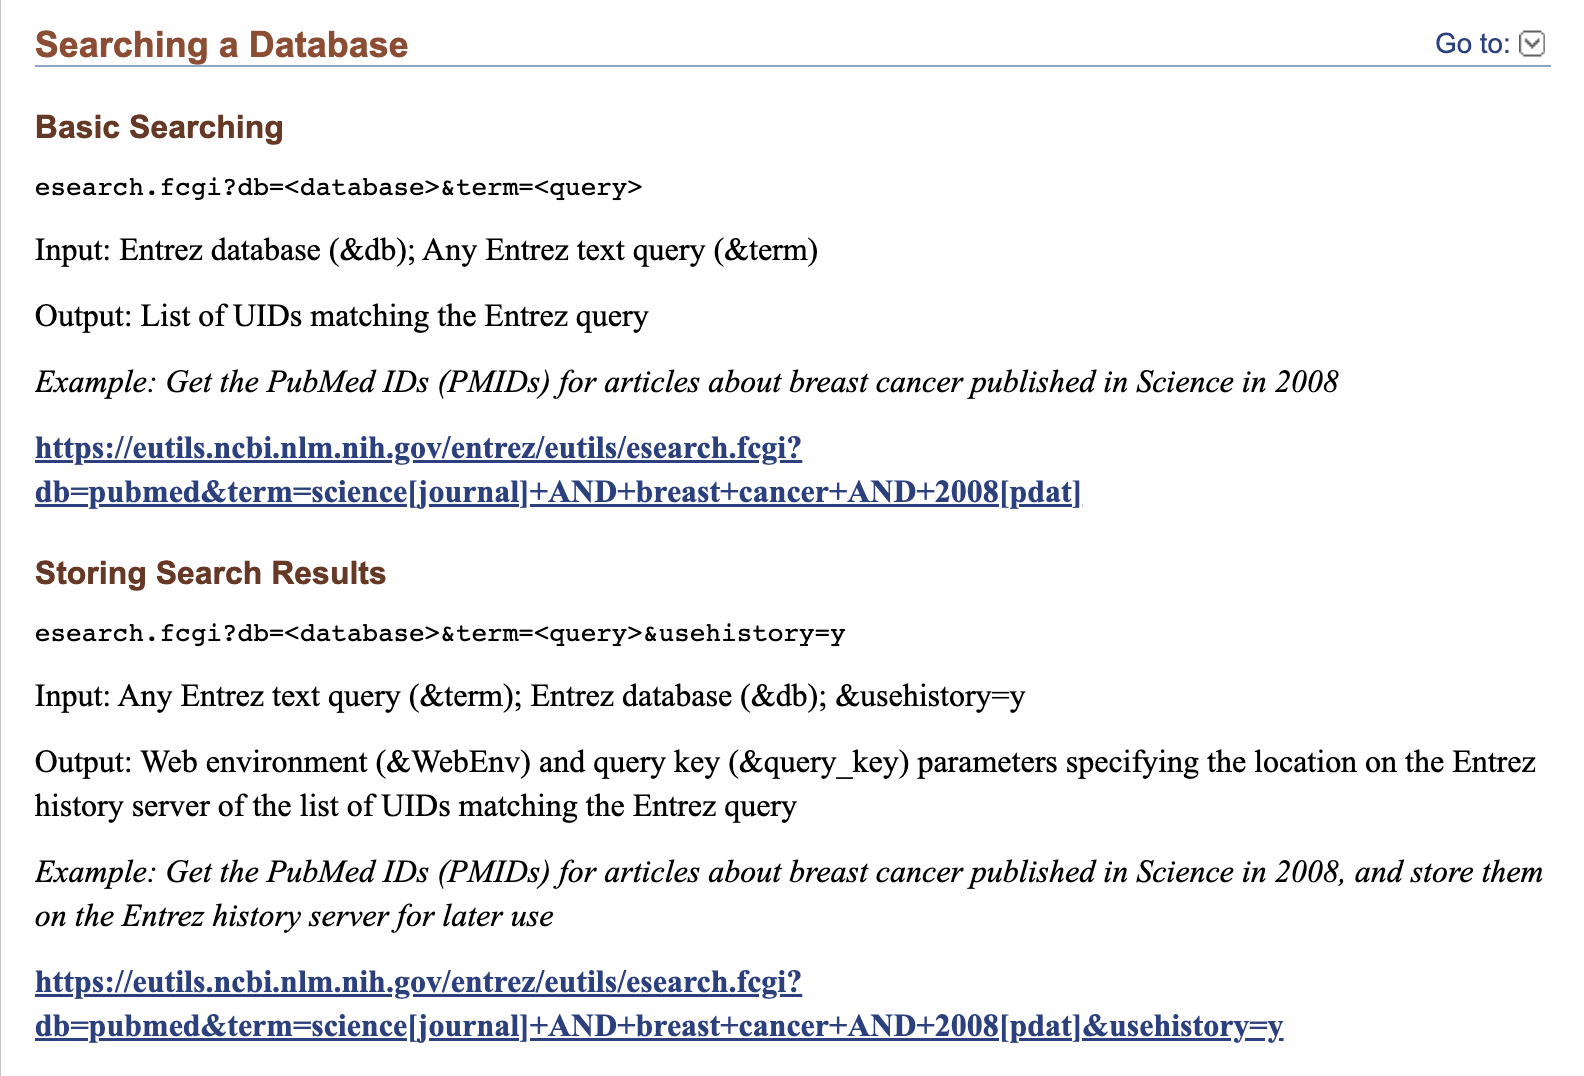 Searching a Database
Go to:
Basic Searching
esearch.fcgi?db=<database>&term=<query>
Input: Entrez database (&db); Any Entrez text query (&term)
Output: List of UIDs matching the Entrez query
Example: Get the PubMed IDs (PMIDs) for articles about breast cancer published in Science in 2008
https://eutils.ncbi.nlm.nih.gov/entrez/eutils/esearch.fcgi?
db=pubmed&term=science[journal]+AND+breast+cancer+AND+2008[pdat]
Storing Search Results
esearch.fcgi?db=<database>&term=<query>&usehistory=y
Input: Any Entrez text query (&term); Entrez database (&db); &usehistory=y
Output: Web environment (&WebEnv) and query key (&query_key) parameters specifying the location on the Entrez
history server of the list of UIDs matching the Entrez query
Example: Get the PubMed IDs (PMIDs) for articles about breast cancer published in Science in 2008, and store them
on the Entrez history server for later use
https://eutils.ncbi.nlm.nih.gov/entrez/eutils/esearch.fcgi?
db=pubmed&term=science[journal]+AND+breast+cancer+AND+2008[pdat]&usehistory=y